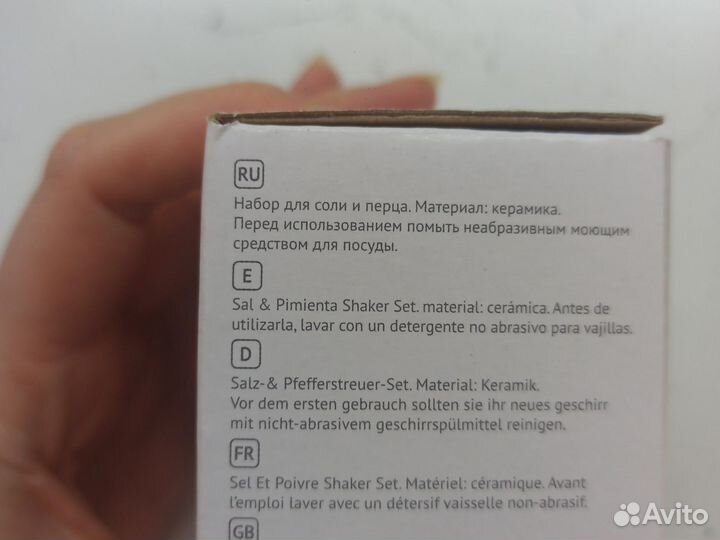 RU
Набор для соли и перца. Материал: керамика.
Перед использованием помыть неабразивным моющим
средством для посуды.
E
Sal & Pimienta Shaker Set. material: cerámica. Antes de
utilizarla, lavar con un detergente no abrasivo para vajillas.
D
Salz-& Pfefferstreuer-Set. Material: Keramik.
Vor dem ersten gebrauch sollten sie ihr neues geschirr
mit nicht-abrasivem geschirrspülmittel reinigen.
FR
Sel Et Poivre Shaker Set. Matériel: céramique. Avant
l'emploi laver avec un détersif vaisselle non-abrasif.
GB
Avito